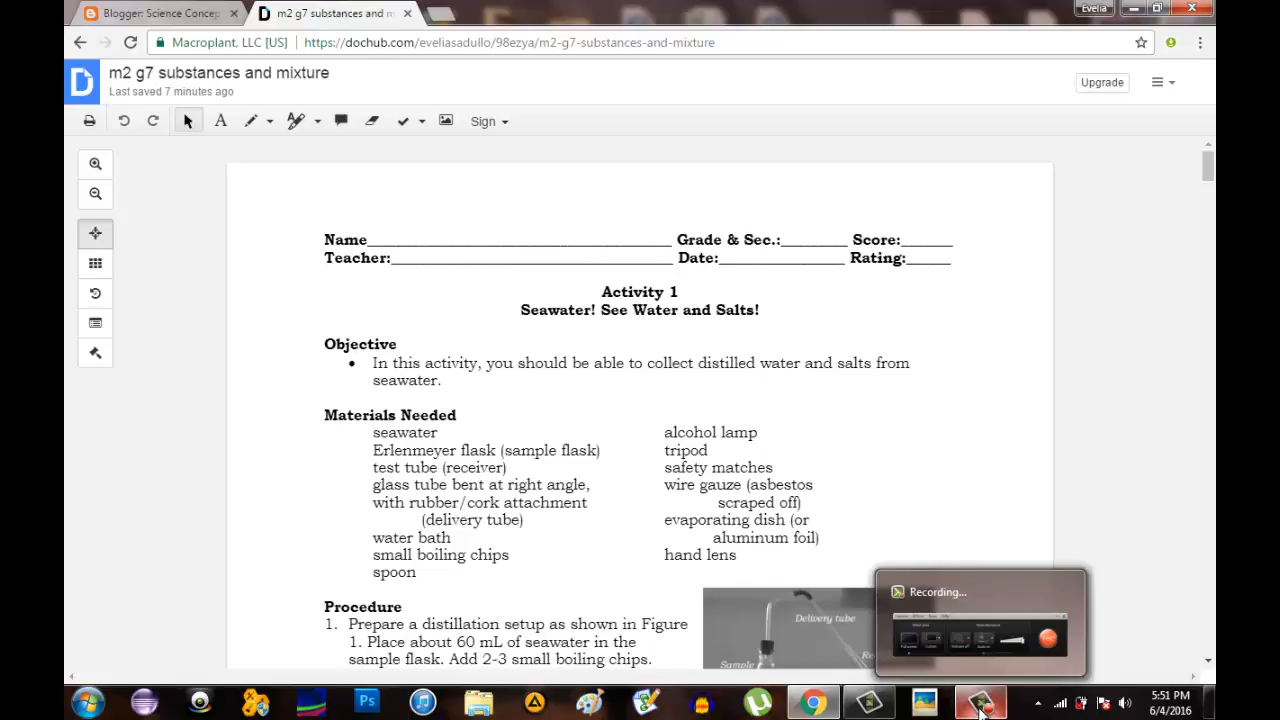 Blogger: Science Concep
m2 g7 substances and m
Evelia
Macroplant, LLC [US]
https://dochub.com/eveliasadullo/98ezya/m2-g7-substances-and-mixture
m2 g7 substances and mixture
Last saved 7 minutes ago
Upgrade
Sign
Name Grade & Sec.: Score:
Teacher: Date: Rating:
Activity 1
Seawater! See Water and Salts!
Objective
• In this activity, you should be able to collect distilled water and salts from
seawater.
Materials Needed
seawater
Erlenmeyer flask (sample flask)
test tube (receiver)
glass tube bent at right angle,
with rubber/cork attachment
(delivery tube)
water bath
small boiling chips
spoon
alcohol lamp
tripod
safety matches
wire gauze (asbestos
scraped off)
evaporating dish (or
aluminum foil)
hand lens
Procedure
1. Prepare a distillation setup as shown in Figure
1. Place about 60 mL of seawater in the
sample flask. Add 2-3 small boiling chips.
Delivery tube
Sample
Re
Recording...
Ps
5:51 PM
6/4/2016